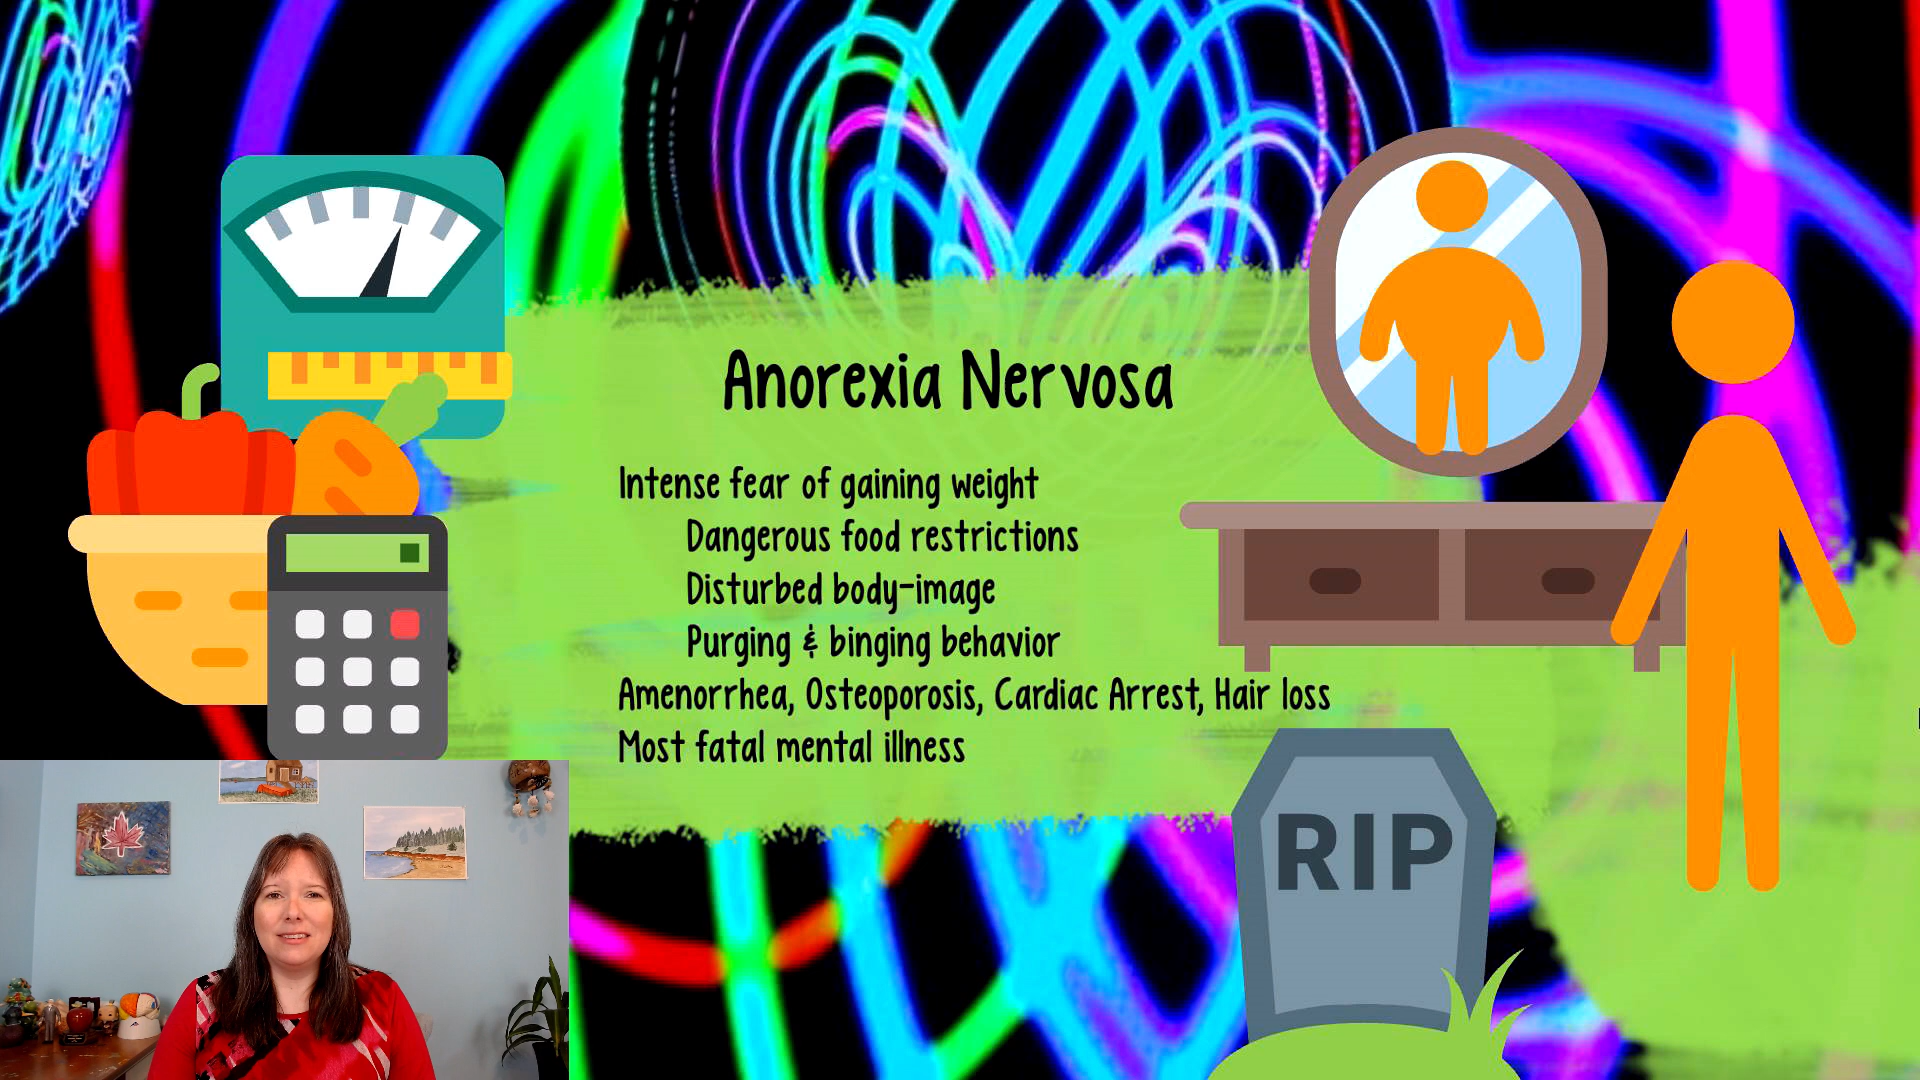 Anorexia Nervosa
Intense fear of gaining weight
Dangerous food restrictions
Disturbed body-image
Purging & binging behavior
Amenorrhea, Osteoporosis, Cardiac Arrest, Hair loss
Most fatal mental illness
RIP